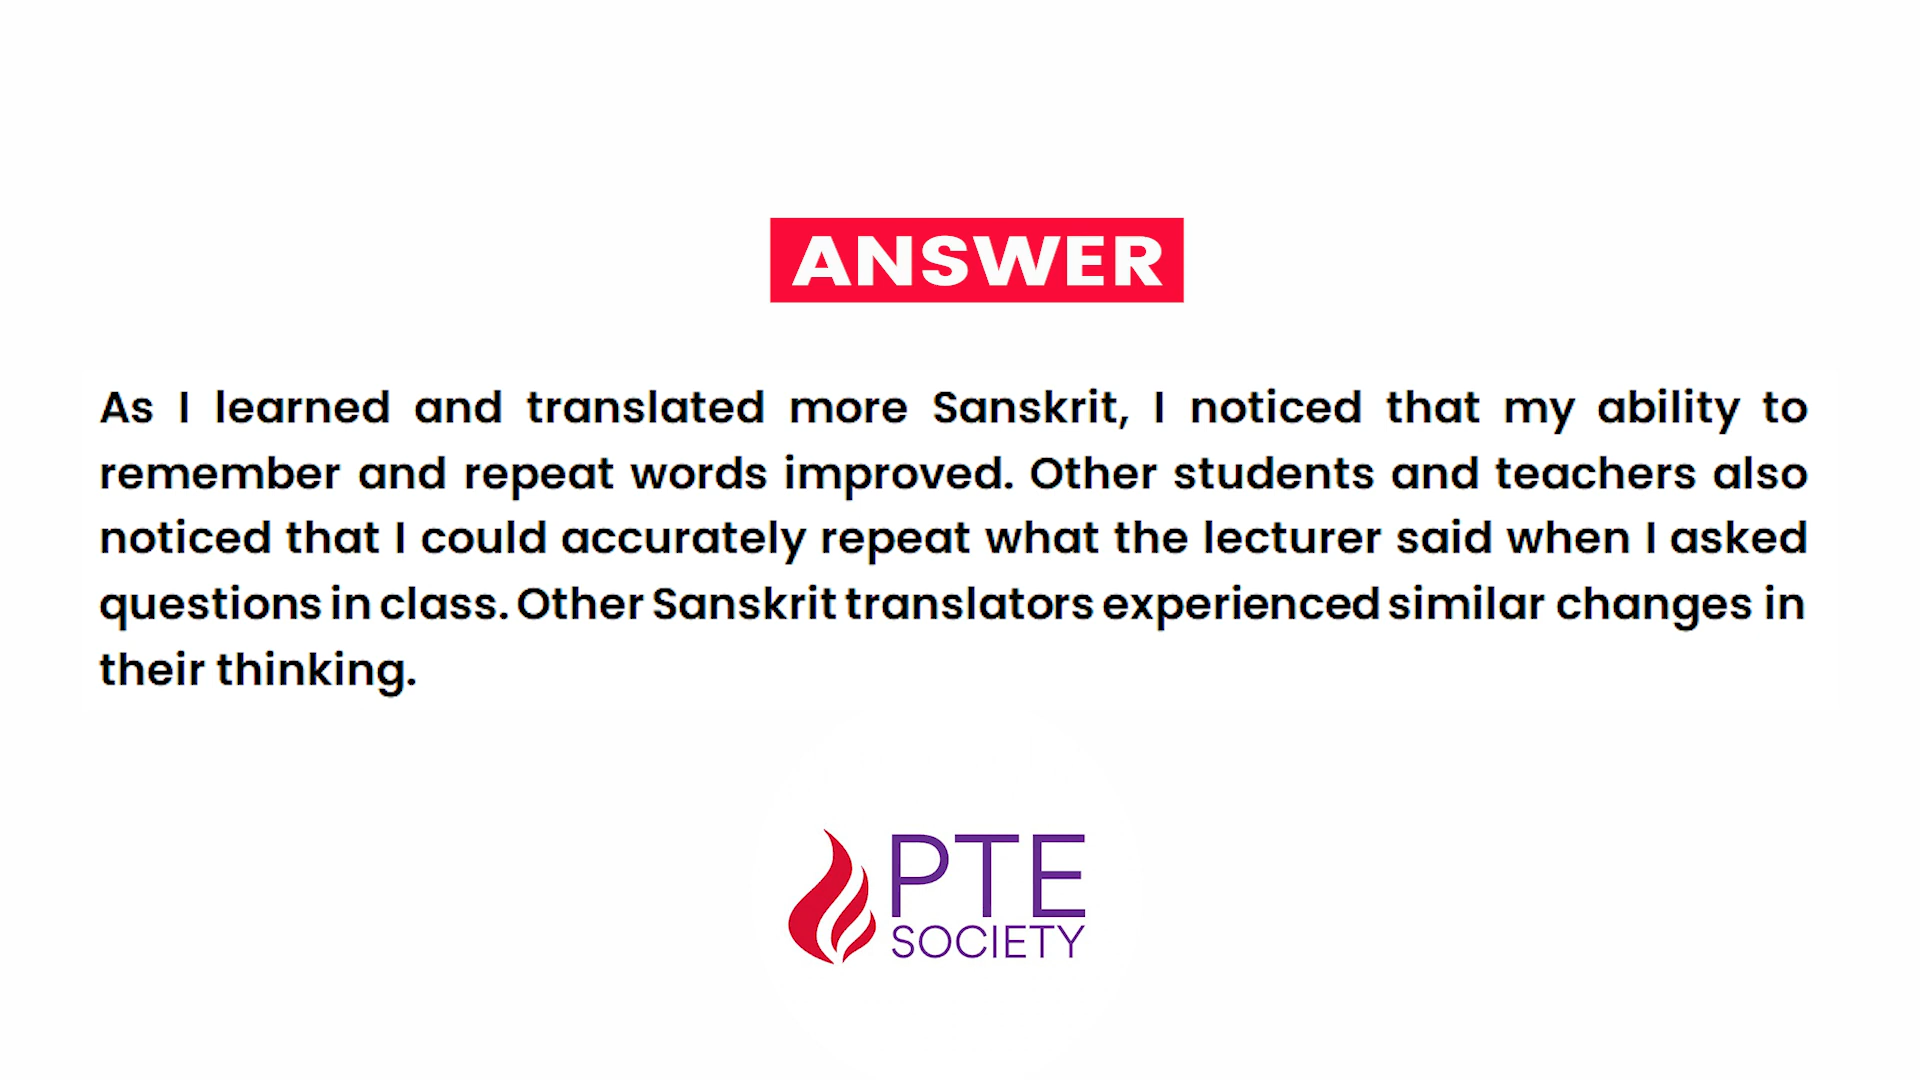 ANSWER
As I learned and translated more Sanskrit, I noticed that my ability to
remember and repeat words improved. Other students and teachers also
noticed that I could accurately repeat what the lecturer said when I asked
questions in class. Other Sanskrit translators experienced similar changes in
their thinking.
PTE
SOCIETY